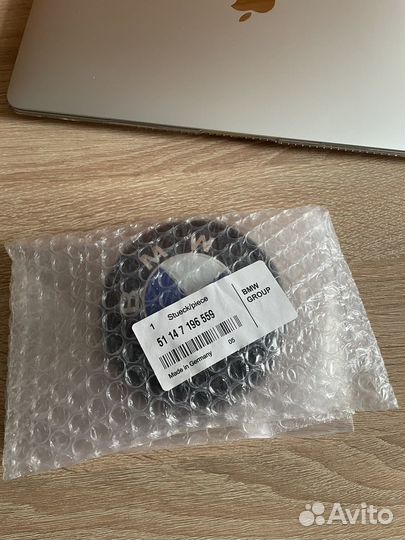 BMW
1 Stueck/piece
51 14 7 196 559
Made in Germany 05
BMW
GROUP
Avito